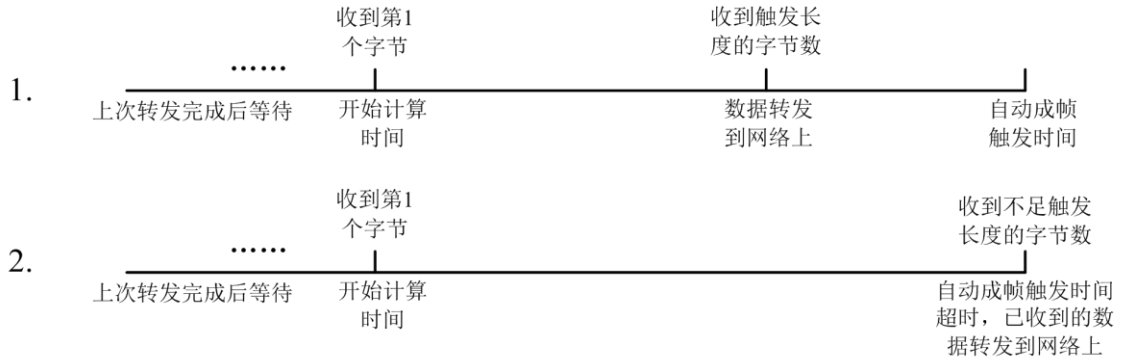 收到第1
个字节
收到触发长
度的字节数
1.
……
上次转发完成后等待
开始计算
时间
数据转发
到网络上
自动成帧
触发时间
收到第1
个字节
收到不足触发
长度的字节数
2.
……
上次转发完成后等待
开始计算
时间
自动成帧触发时间
超时，已收到的数
据转发到网络上